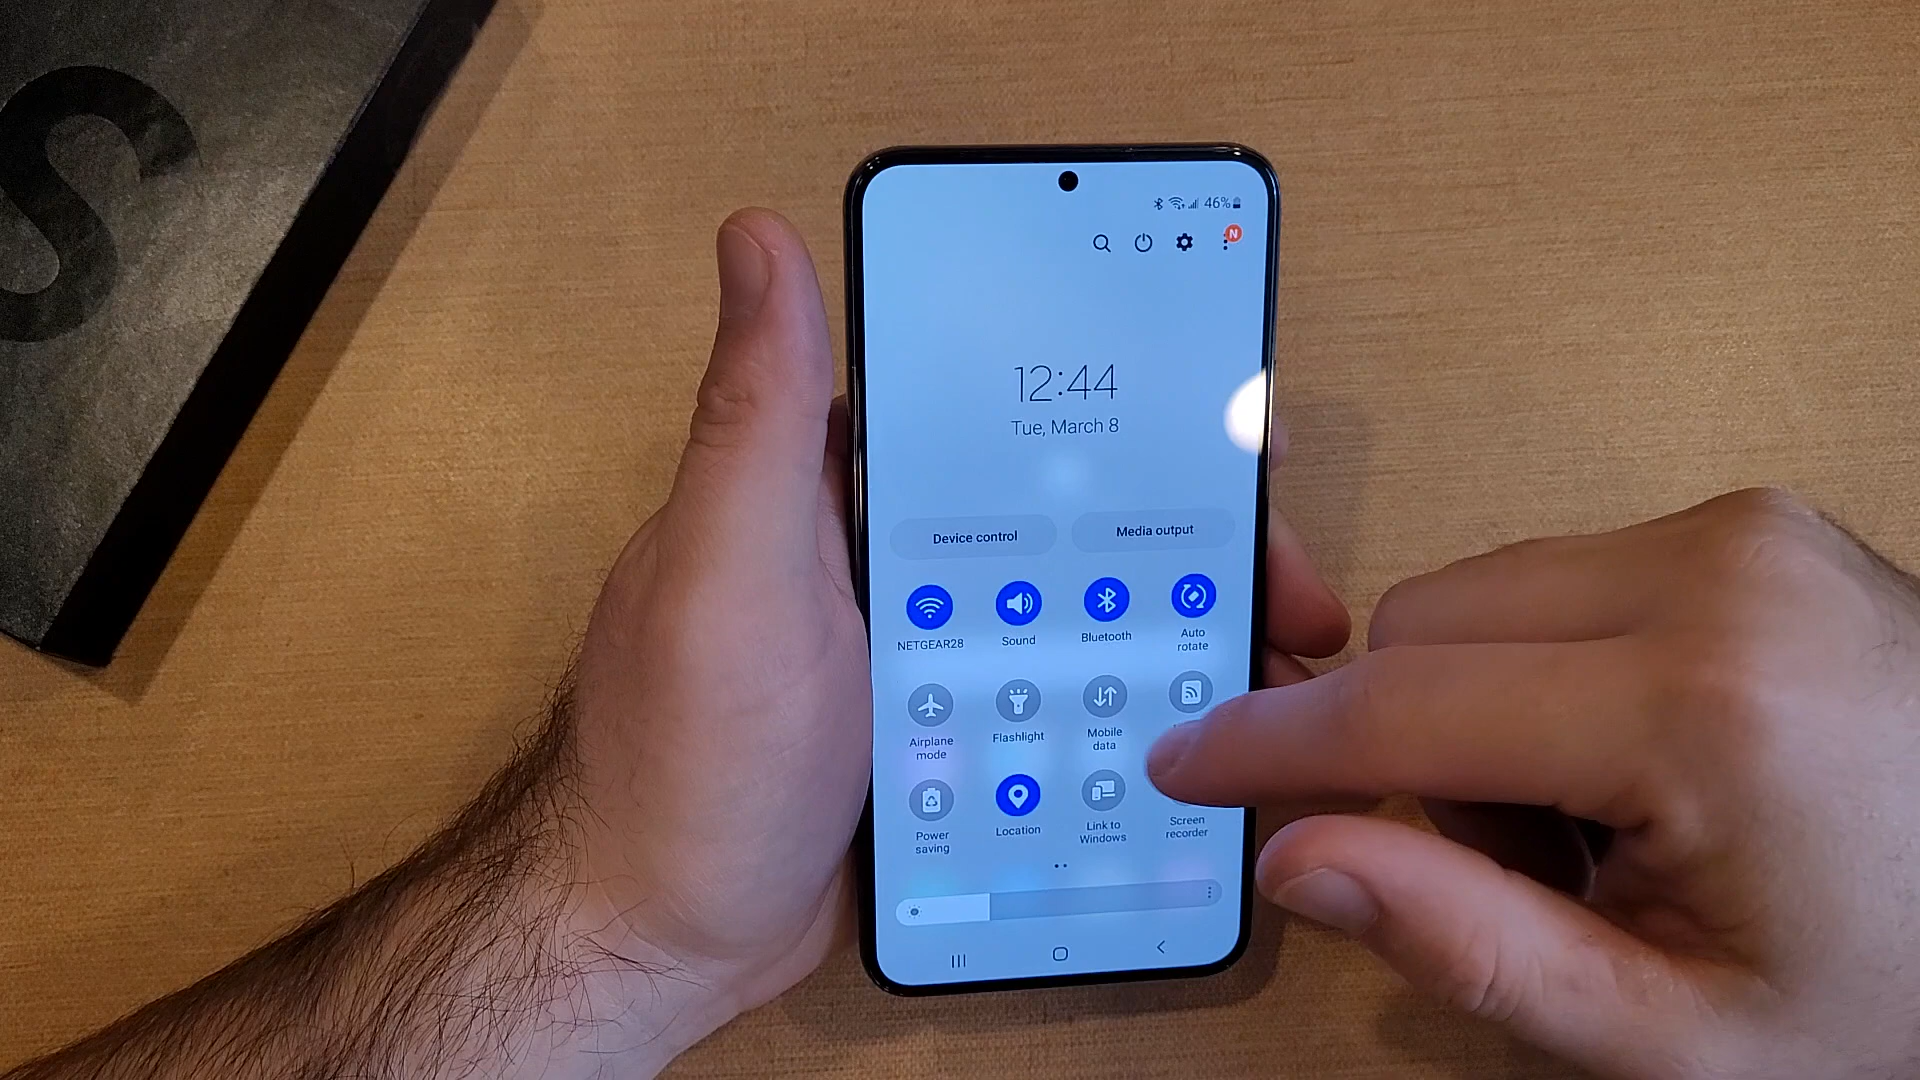 S
46%
N
12:44
Tue, March 8
Device control
Media output
NETGEAR28
Sound
Bluetooth
Auto
rotate
Airplane
mode
Flashlight
Mobile
data
Power
saving
Location
Link to
Windows
Screen
recorder